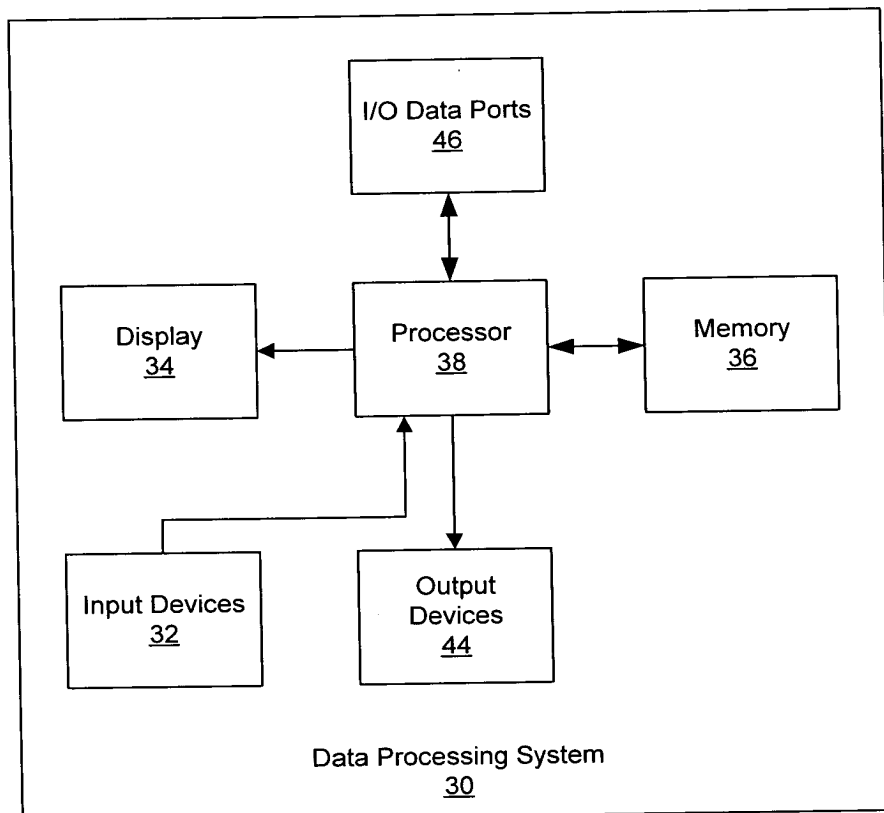 I/O Data Ports
46
Display
34
Processor
38
Memory
36
Input Devices
32
Output
Devices
44
Data Processing System
30